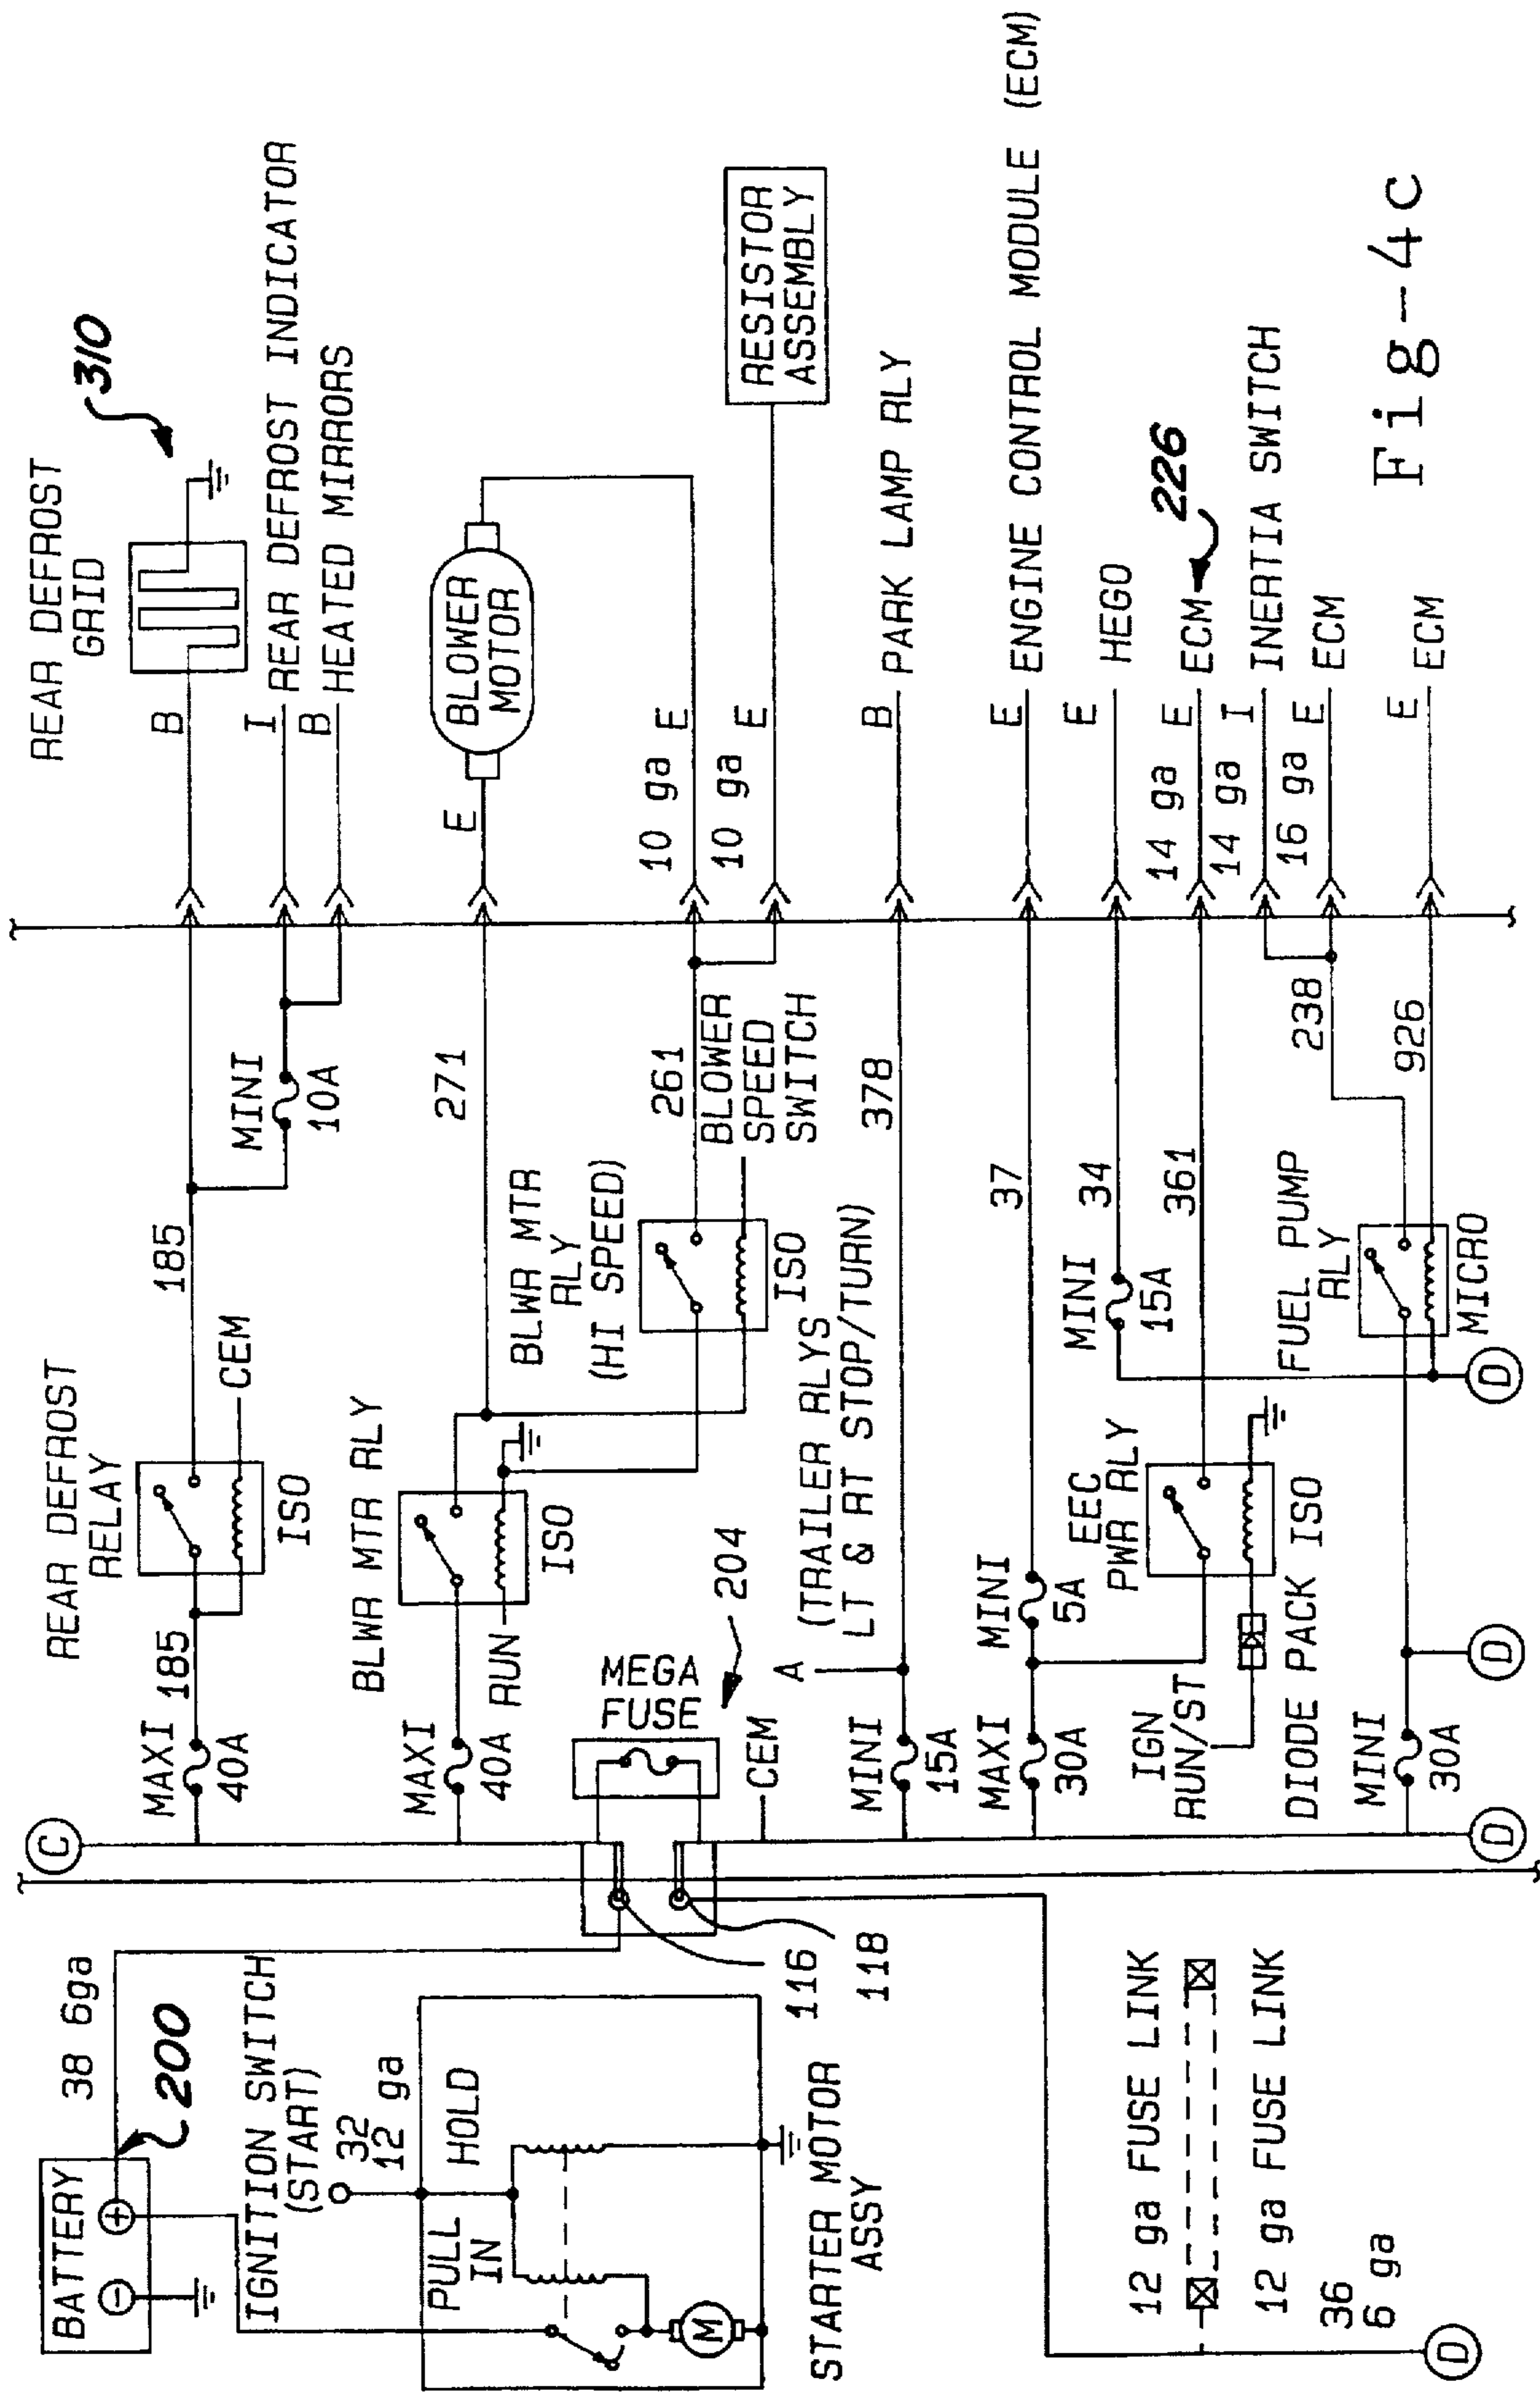 BATTERY
38 6ga
200
IGNITION SWITCH
(START)
32
12 ga
PULL
IN
HOLD
M
STARTER MOTOR
ASSY
116
118
12 ga FUSE LINK
12 ga FUSE LINK
36
6 ga
D
C
MAXI
40A
185
REAR DEFROST
RELAY
ISO
CEM
185
MINI
10A
B
REAR DEFROST
GRID
310
I
REAR DEFROST INDICATOR
B
HEATED MIRRORS
MAXI
40A
RUN
BLWR MTR RLY
ISO
271
E
BLOWER
MOTOR
BLWR MTR
RLY
(HI SPEED)
ISO
261
BLOWER
SPEED
SWITCH
10 ga E
10 ga E
RESISTOR
ASSEMBLY
MEGA
FUSE
204
CEM
A
(TRAILER RLYS
LT & RT STOP/TURN)
MINI
15A
378
B
PARK LAMP RLY
MAXI
30A
MINI
5A
37
E
ENGINE CONTROL MODULE (ECM)
EEC
PWR RLY
ISO
IGN
RUN/ST
DIODE PACK
MINI
15A
34
E
HEGO
361
14 ga E
ECM
226
14 ga I
INERTIA SWITCH
16 ga E
ECM
238
MINI
30A
FUEL PUMP
RLY
MICRO
926
E
ECM
D
D
D
Fig-4c